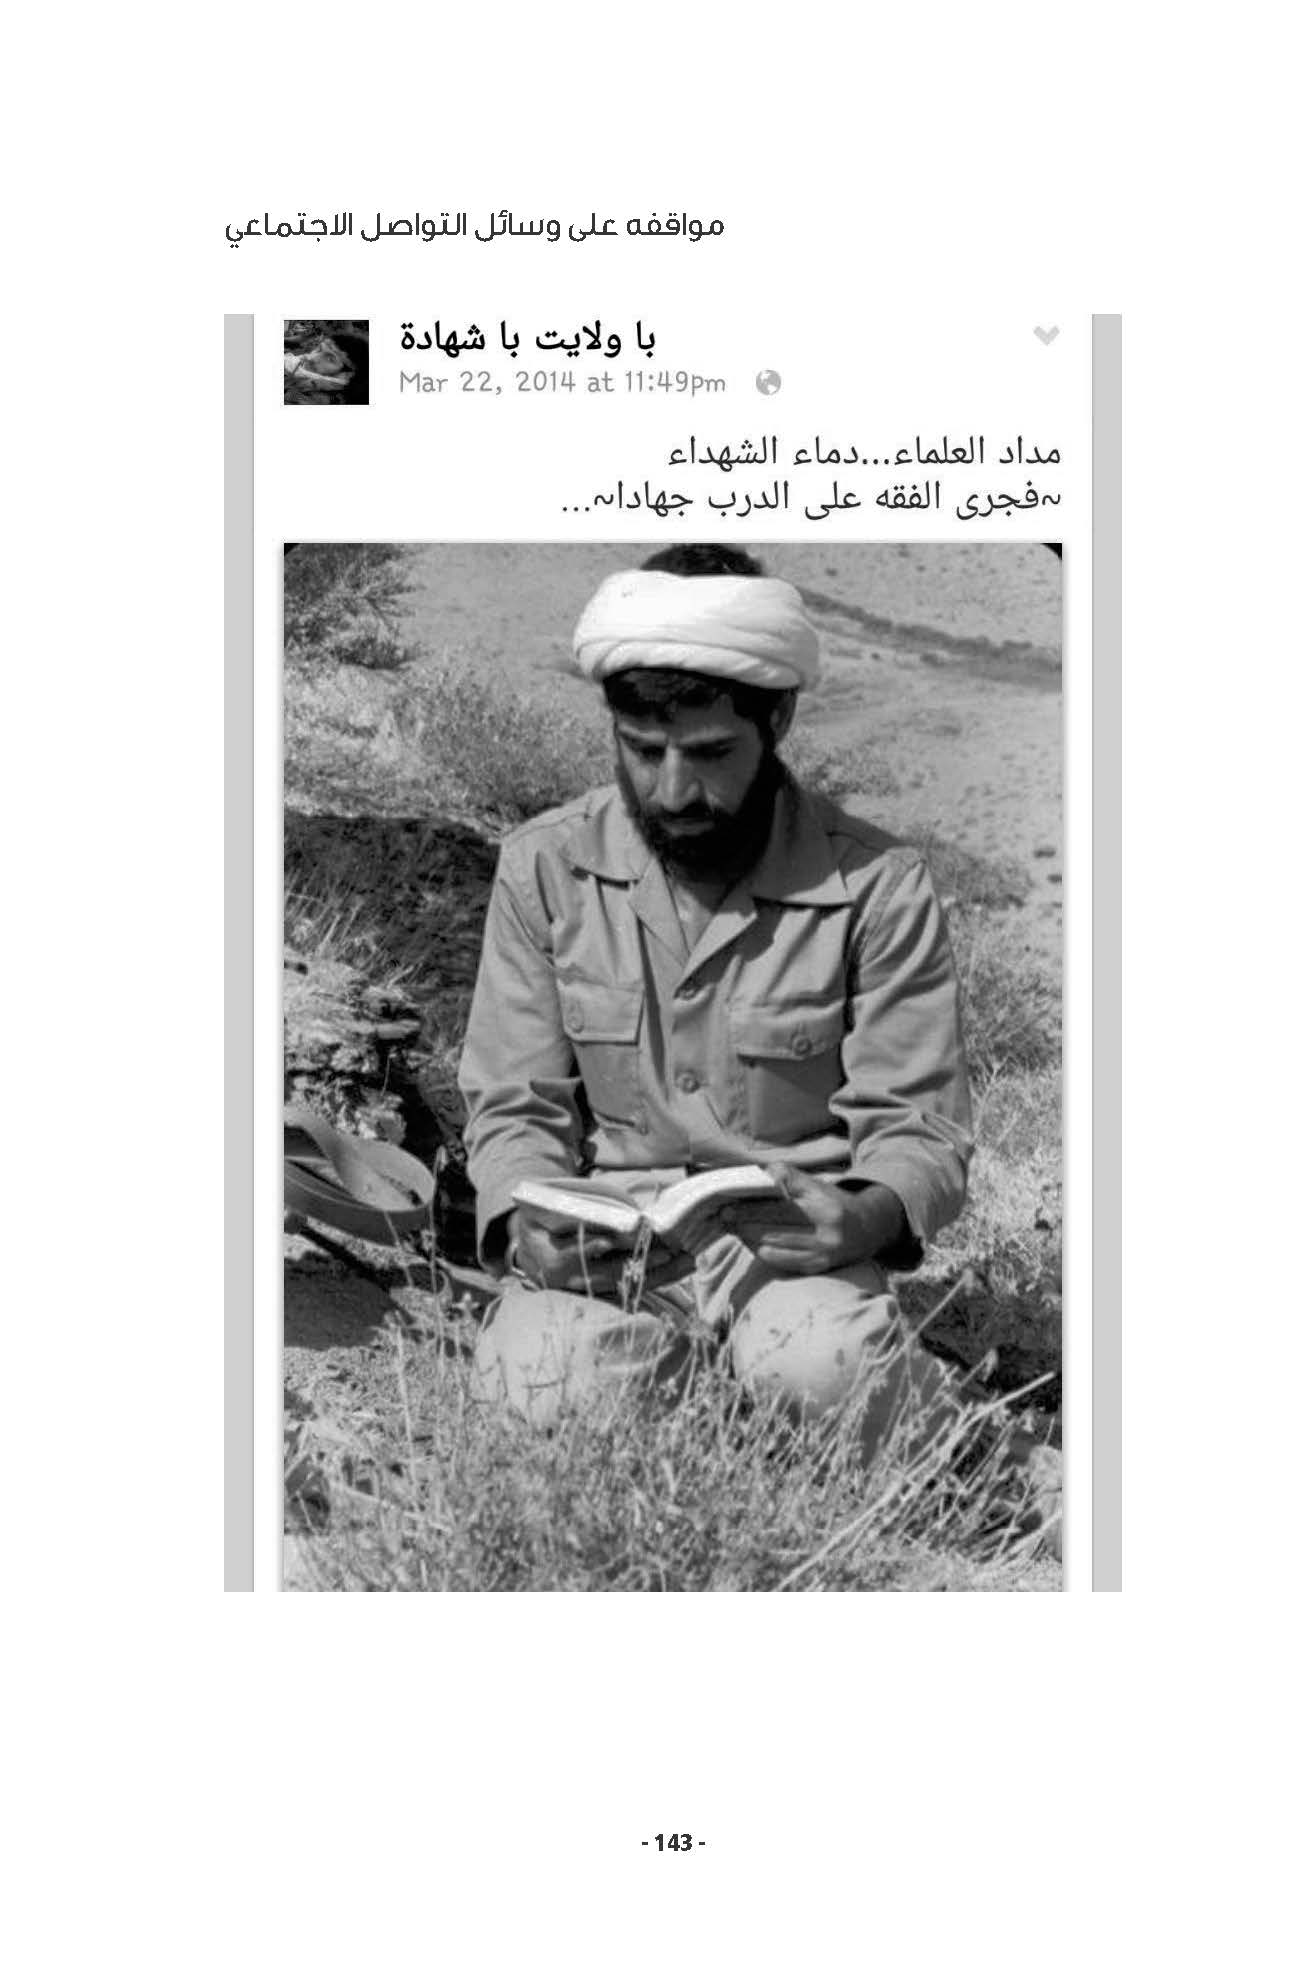 مواقفه على وسائل التواصل الاجتماعي
با ولايت با شهادة
Mar 22, 2014 at 11:49pm
مداد العلماء...دماء الشهداء
~فجرى الفقه على الدرب جهادا~...
- 143 -